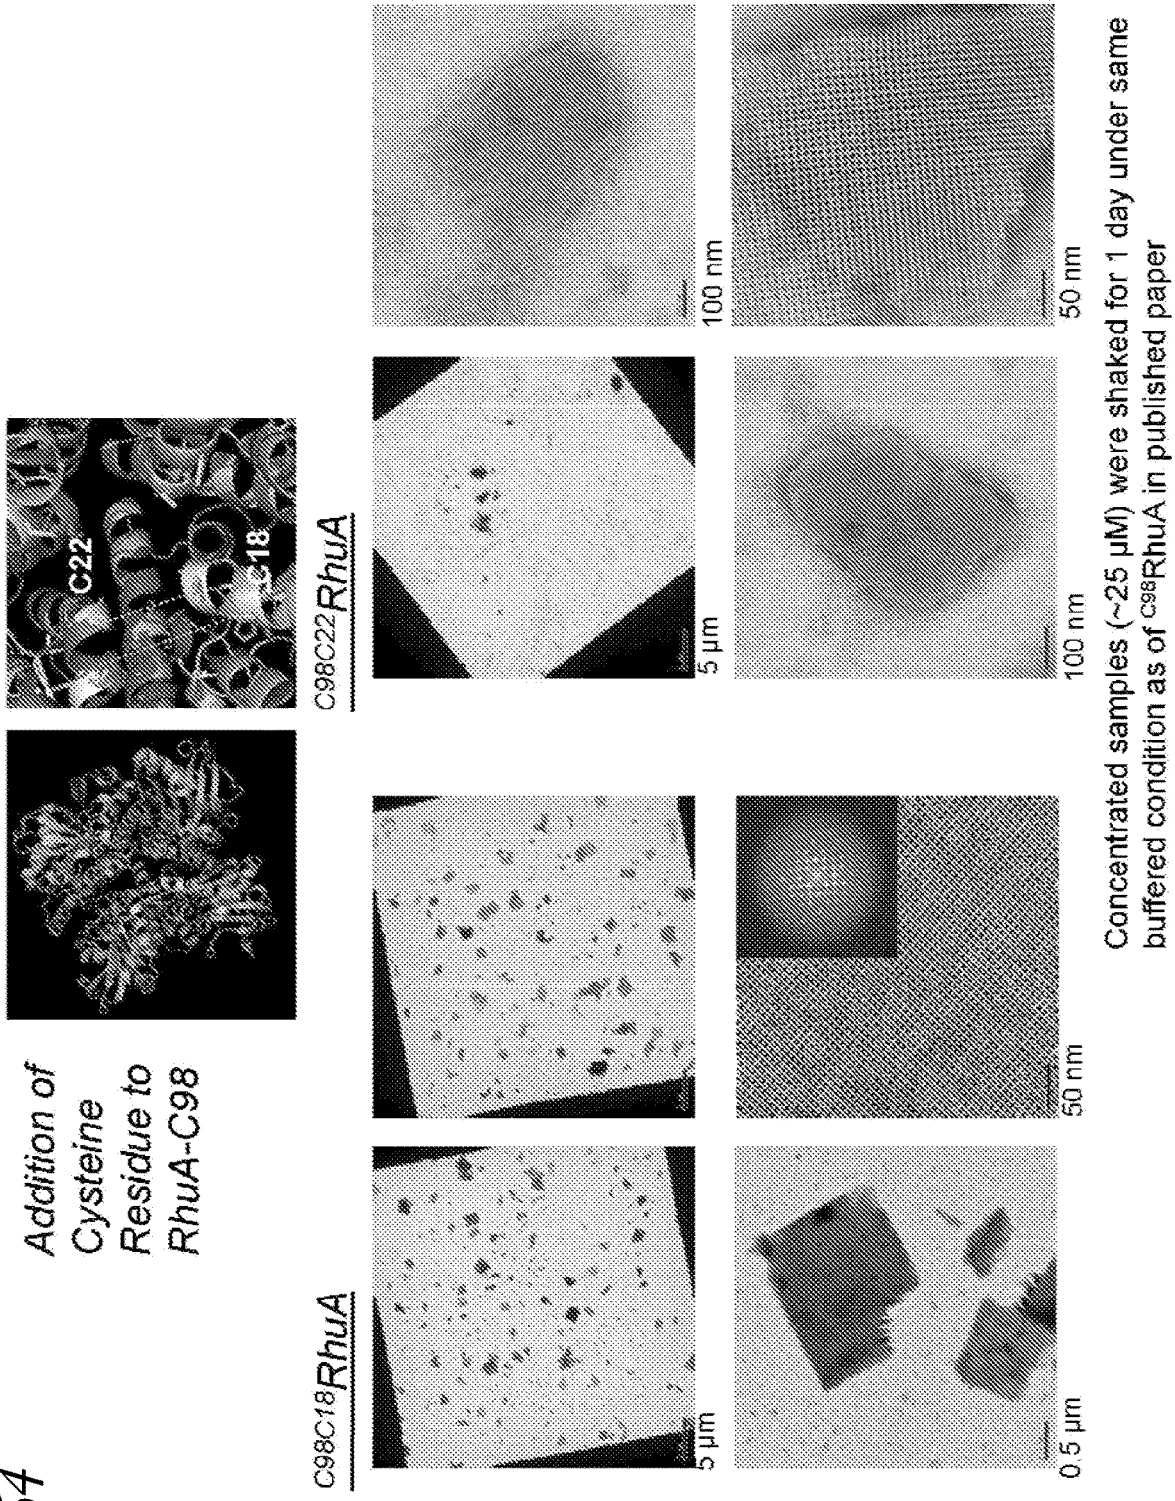 Addition of
Cysteine
Residue to
RhuA-C98
C22
C18
C98C18RhuA
C98C22RhuA
5 µm
5 µm
100 nm
0.5 µm
50 nm
100 nm
50 nm
Concentrated samples (~25 µM) were shaked for 1 day under same
buffered condition as of C98RhuA in published paper